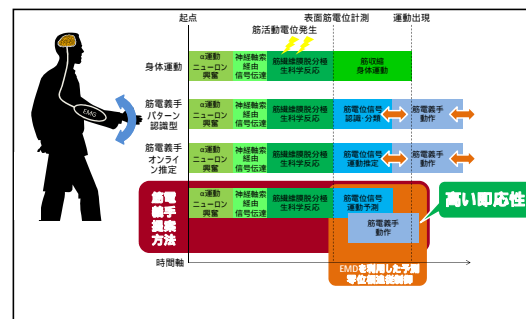 起点
表面筋電位計測
運動出現
筋活動電位発生
身体運動
α運動
ニューロン
興奮
神経軸索
経由
信号伝達
筋繊維膜脱分極
生科学反応
筋収縮
身体運動
EMG
筋電義手
パターン
認識型
α運動
ニューロン
興奮
神経軸索
経由
信号伝達
筋繊維膜脱分極
生科学反応
筋電位信号
認識・分類
筋電義手
動作
筋電義手
オンライ
ン推定
α運動
ニューロン
興奮
神経軸索
経由
信号伝達
筋繊維膜脱分極
生科学反応
筋電位信号
運動推定
筋電義手
動作
筋電
義手
提案
方法
α運動
ニューロン
興奮
神経軸索
経由
信号伝達
筋繊維膜脱分極
生科学反応
筋電位信号
運動予測
筋電義手
動作
高い即応性
時間軸
EMDを利用した予測